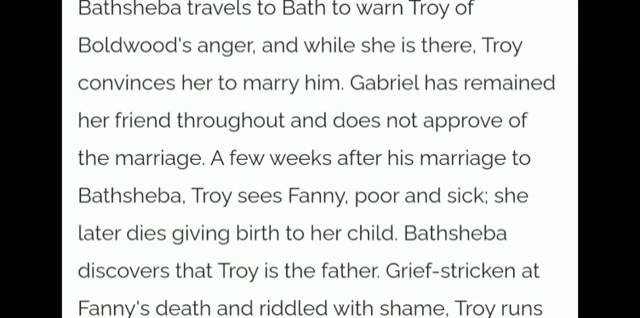 Bathsheba travels to Bath to warn Troy of
Boldwood's anger, and while she is there, Troy
convinces her to marry him. Gabriel has remained
her friend throughout and does not approve of
the marriage. A few weeks after his marriage to
Bathsheba, Troy sees Fanny, poor and sick; she
later dies giving birth to her child. Bathsheba
discovers that Troy is the father. Grief-stricken at
Fanny's death and riddled with shame, Troy runs